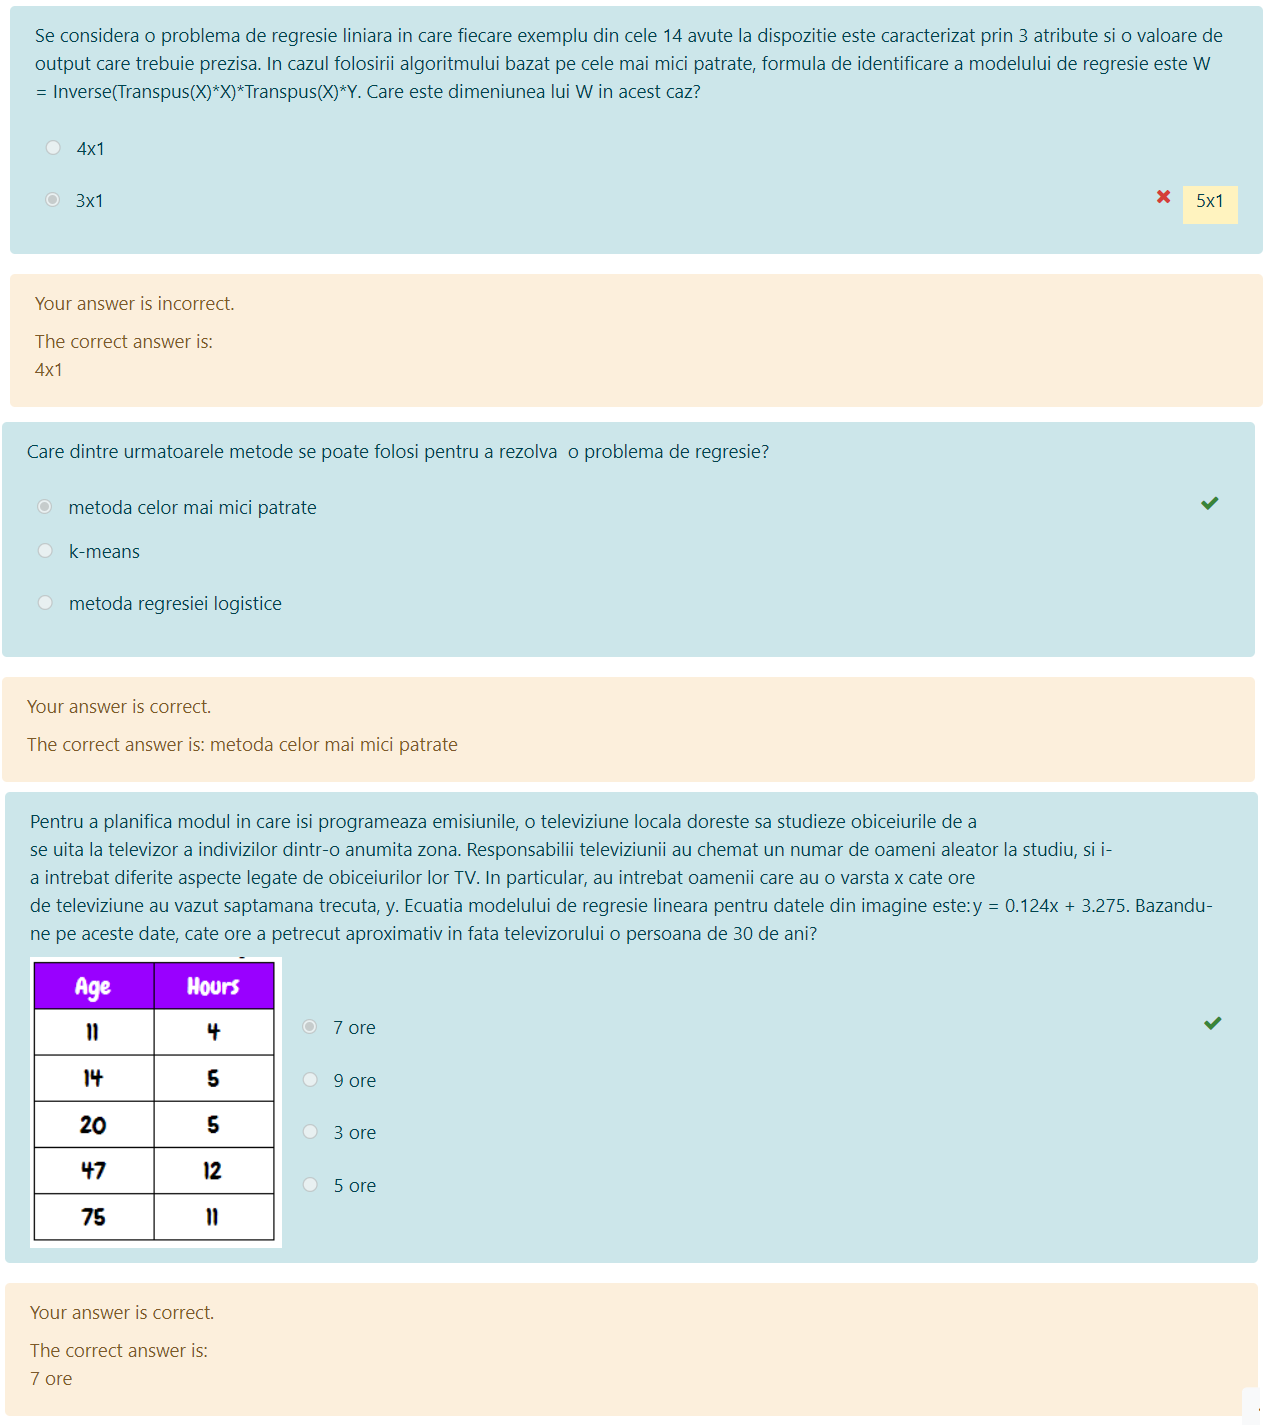 Se considera o problema de regresie liniara in care fiecare exemplu din cele 14 avute la dispozitie este caracterizat prin 3 atribute si o valoare de
output care trebuie prezisa. In cazul folosirii algoritmului bazat pe cele mai mici patrate, formula de identificare a modelului de regresie este W
= Inverse(Transpus(X)*X)*Transpus(X)*Y. Care este dimeniunea lui W in acest caz?
4x1
3x1
5x1
Your answer is incorrect.
The correct answer is:
4x1
Care dintre urmatoarele metode se poate folosi pentru a rezolva  o problema de regresie?
metoda celor mai mici patrate
k-means
metoda regresiei logistice
Your answer is correct.
The correct answer is: metoda celor mai mici patrate
Pentru a planifica modul in care isi programeaza emisiunile, o televiziune locala doreste sa studieze obiceiurile de a
se uita la televizor a indivizilor dintr-o anumita zona. Responsabilii televiziunii au chemat un numar de oameni aleator la studiu, si i-
a intrebat diferite aspecte legate de obiceiurilor lor TV. In particular, au intrebat oamenii care au o varsta x cate ore
de televiziune au vazut saptamana trecuta, y. Ecuatia modelului de regresie lineara pentru datele din imagine este:y = 0.124x + 3.275. Bazandu-
ne pe aceste date, cate ore a petrecut aproximativ in fata televizorului o persoana de 30 de ani?
Age Hours
11 4
14 5
20 5
47 12
75 11
7 ore
9 ore
3 ore
5 ore
Your answer is correct.
The correct answer is:
7 ore